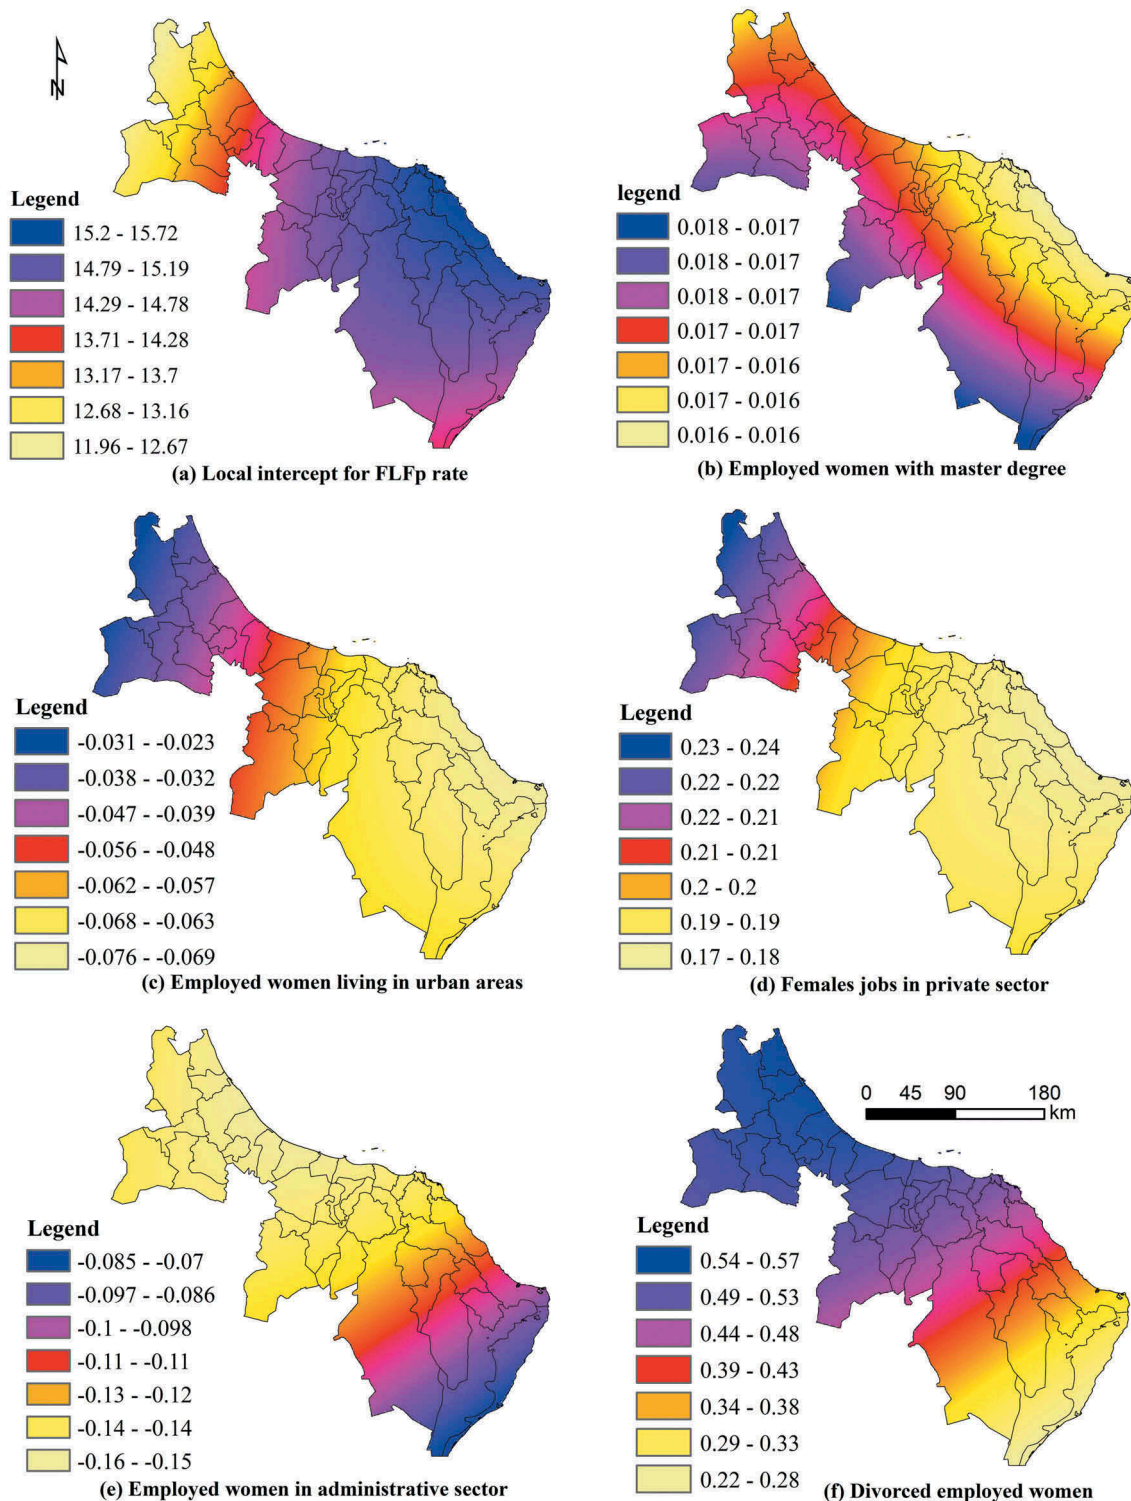 N
Legend
15.2 - 15.72
14.79 - 15.19
14.29 - 14.78
13.71 - 14.28
13.17 - 13.7
12.68 - 13.16
11.96 - 12.67
(a) Local intercept for FLFp rate
legend
0.018 - 0.017
0.018 - 0.017
0.018 - 0.017
0.017 - 0.017
0.017 - 0.016
0.017 - 0.016
0.016 - 0.016
(b) Employed women with master degree
Legend
-0.031 - -0.023
-0.038 - -0.032
-0.047 - -0.039
-0.056 - -0.048
-0.062 - -0.057
-0.068 - -0.063
-0.076 - -0.069
(c) Employed women living in urban areas
Legend
0.23 - 0.24
0.22 - 0.22
0.22 - 0.21
0.21 - 0.21
0.2 - 0.2
0.19 - 0.19
0.17 - 0.18
(d) Females jobs in private sector
Legend
-0.085 - -0.07
-0.097 - -0.086
-0.1 - -0.098
-0.11 - -0.11
-0.13 - -0.12
-0.14 - -0.14
-0.16 - -0.15
(e) Employed women in administrative sector
0 45 90 180
km
Legend
0.54 - 0.57
0.49 - 0.53
0.44 - 0.48
0.39 - 0.43
0.34 - 0.38
0.29 - 0.33
0.22 - 0.28
(f) Divorced employed women